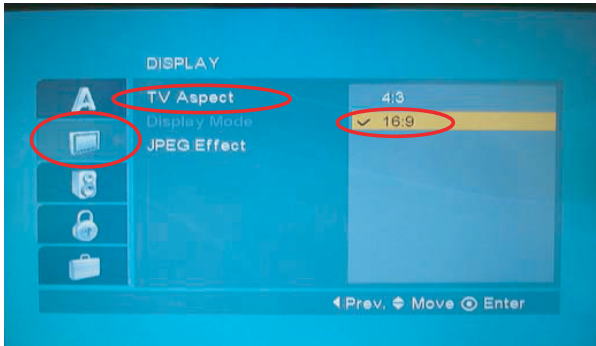 DISPLAY
A
TV Aspect
4:3
Display Mode
16:9
JPEG Effect
Prev. Move Enter